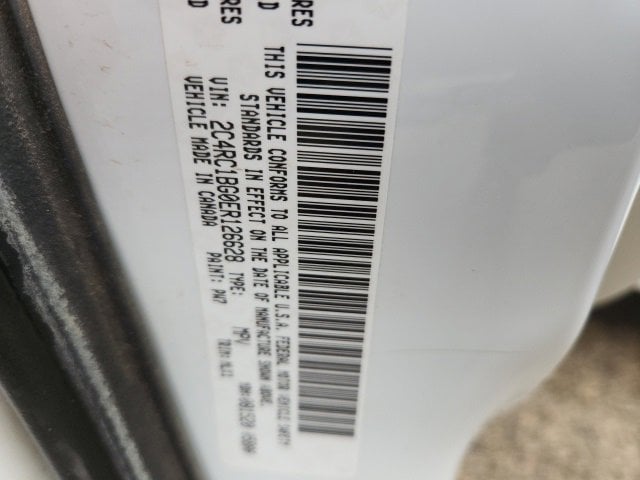 RES
D
THIS VEHICLE CONFORMS TO ALL APPLICABLE U.S.A. FEDERAL MOTOR VEHICLE SAFETY
STANDARDS IN EFFECT ON THE DATE OF MANUFACTURE SHOWN ABOVE.
VIN: 2C4RC1BG0ER126628 TYPE: MPV
VEHICLE MADE IN CANADA PAINT: PW7